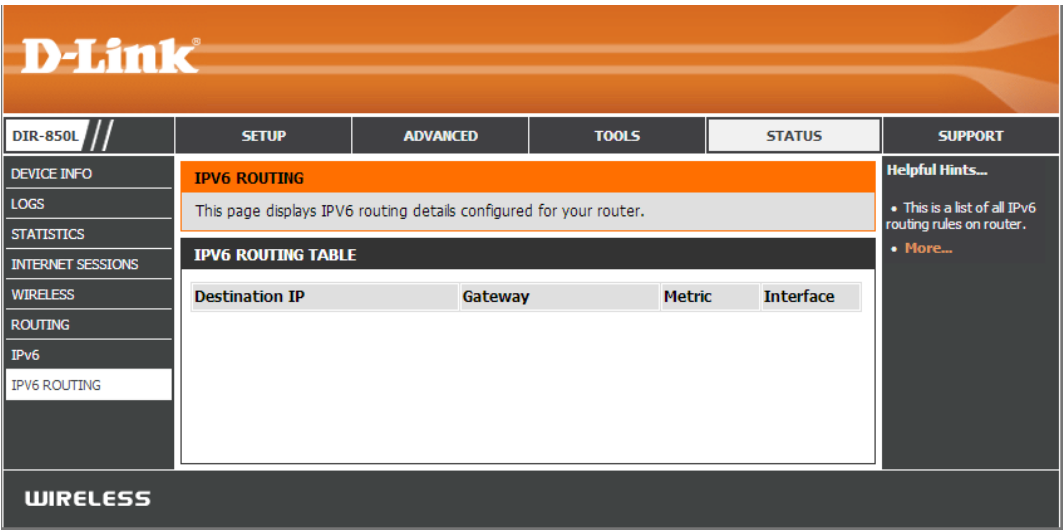 D-Link®
DIR-850L
SETUP
ADVANCED
TOOLS
STATUS
SUPPORT
DEVICE INFO
LOGS
STATISTICS
INTERNET SESSIONS
WIRELESS
ROUTING
IPv6
IPV6 ROUTING
IPV6 ROUTING
This page displays IPV6 routing details configured for your router.
IPV6 ROUTING TABLE
Destination IP Gateway Metric Interface
Helpful Hints...
• This is a list of all IPv6
routing rules on router.
• More...
WIRELESS